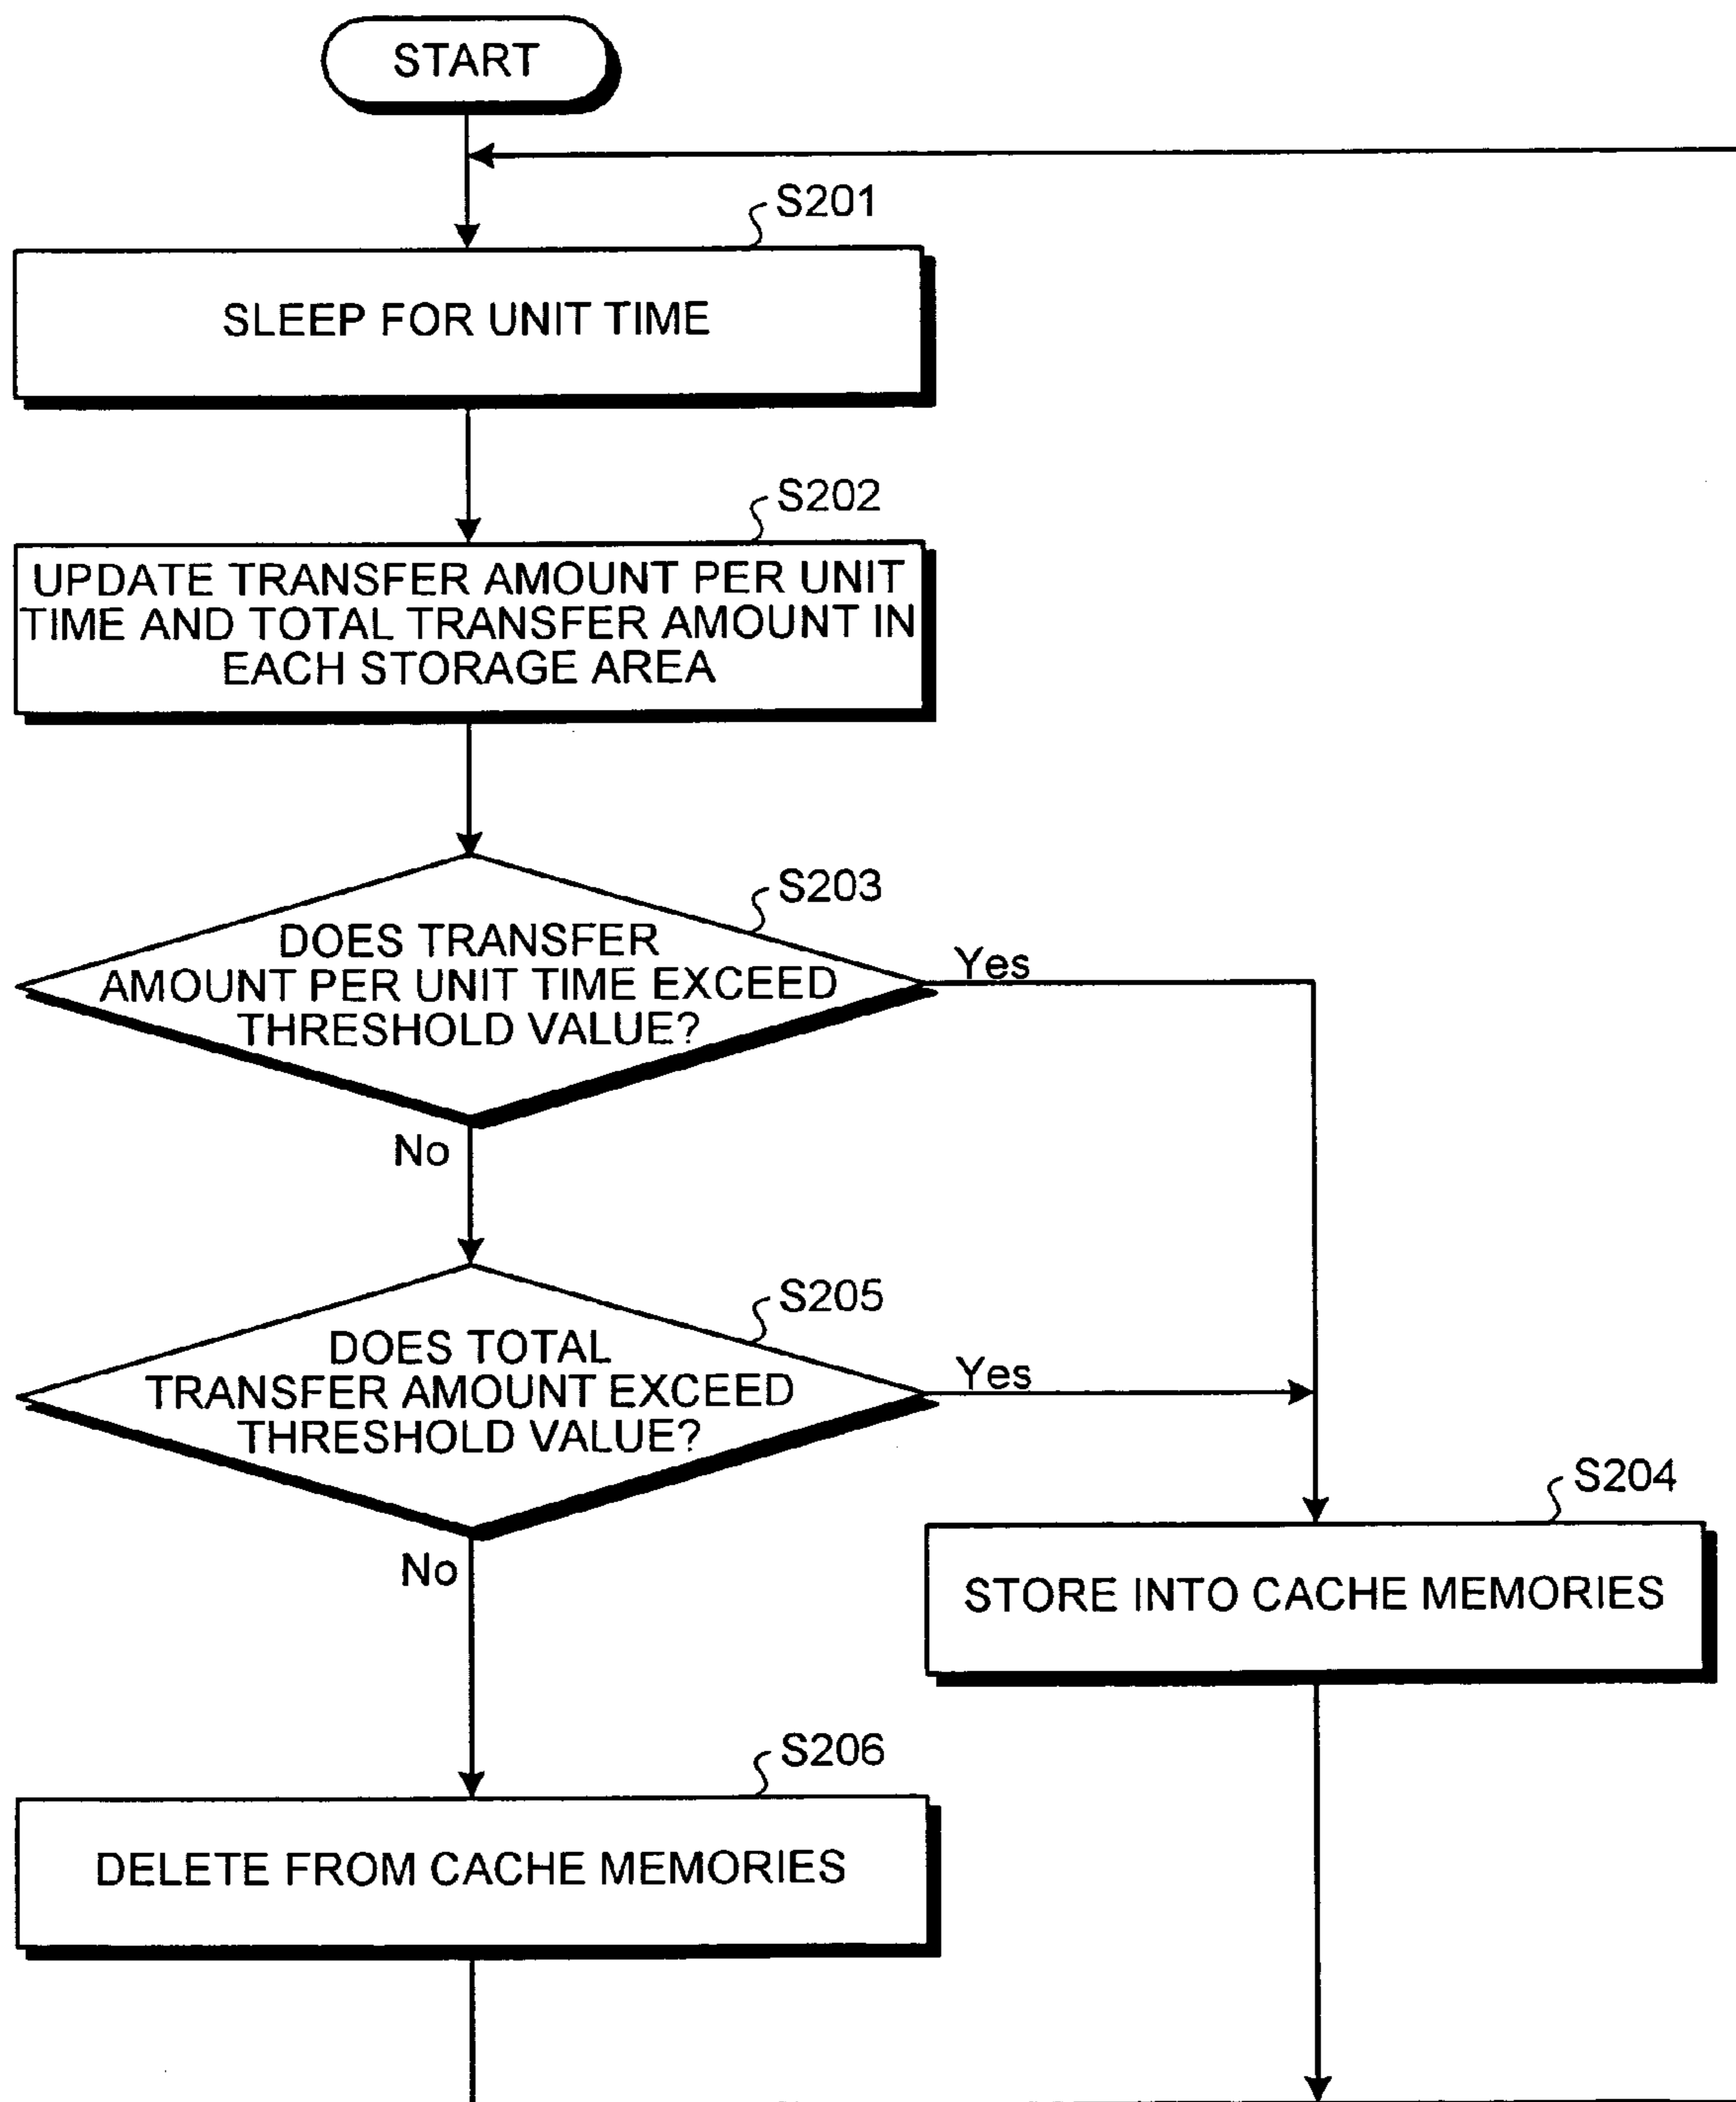 START
S201
SLEEP FOR UNIT TIME
S202
UPDATE TRANSFER AMOUNT PER UNIT
TIME AND TOTAL TRANSFER AMOUNT IN
EACH STORAGE AREA
S203
DOES TRANSFER
AMOUNT PER UNIT TIME EXCEED
THRESHOLD VALUE?
Yes
No
S205
DOES TOTAL
TRANSFER AMOUNT EXCEED
THRESHOLD VALUE?
Yes
No
S204
STORE INTO CACHE MEMORIES
S206
DELETE FROM CACHE MEMORIES